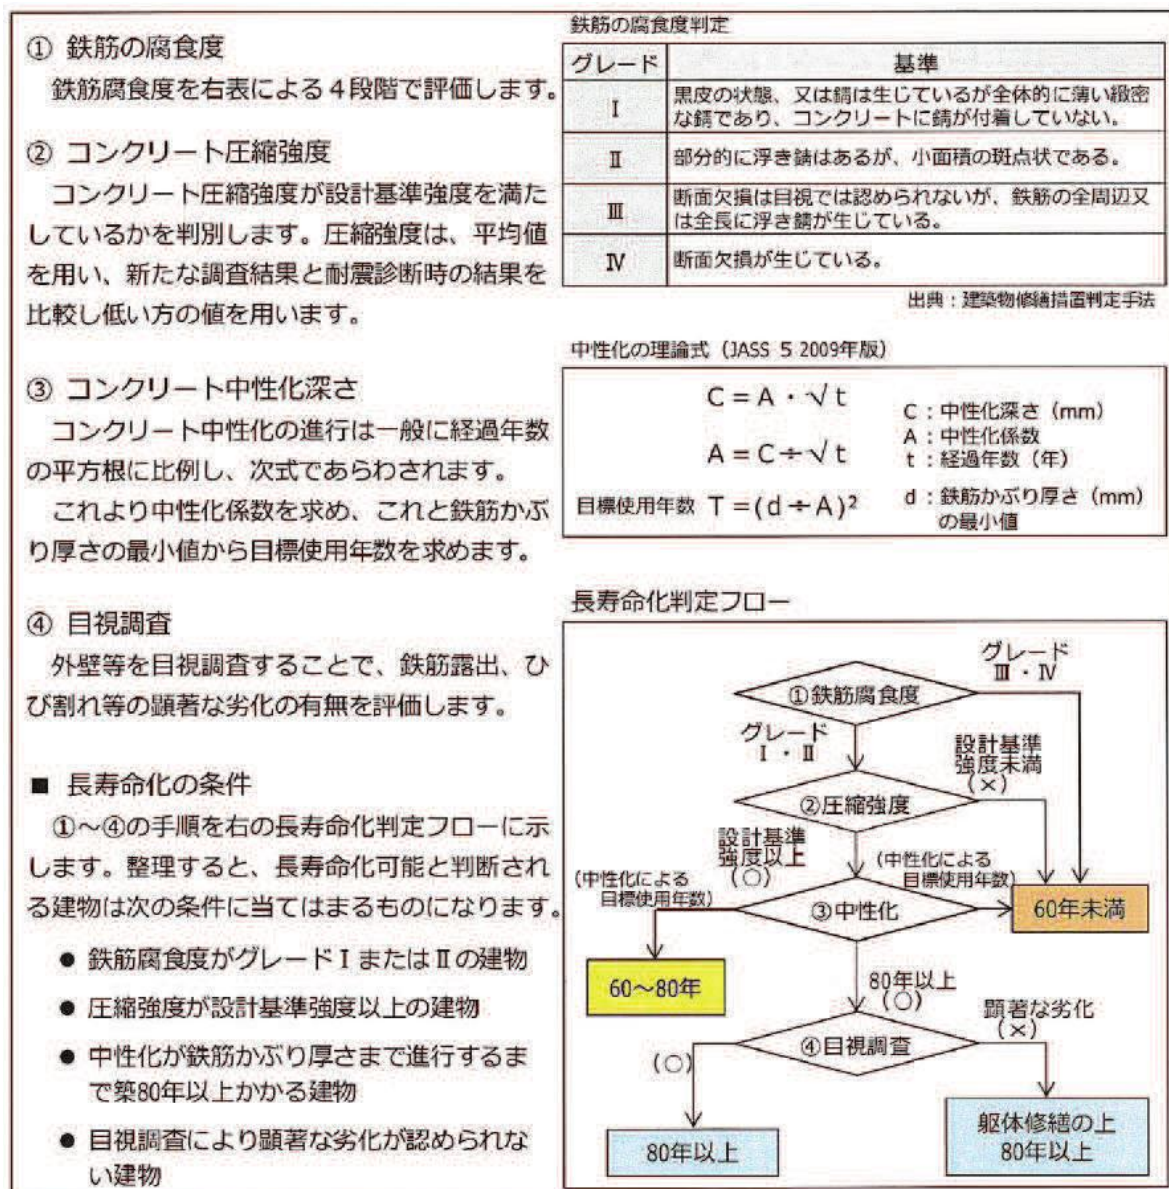 ① 鉄筋の腐食度
鉄筋腐食度を右表による4段階で評価します。
② コンクリート圧縮強度
コンクリート圧縮強度が設計基準強度を満た
しているかを判別します。圧縮強度は、平均値
を用い、新たな調査結果と耐震診断時の結果を
比較し低い方の値を用います。
③ コンクリート中性化深さ
コンクリート中性化の進行は一般に経過年数
の平方根に比例し、次式であらわされます。
これより中性化係数を求め、これと鉄筋かぶ
り厚さの最小値から目標使用年数を求めます。
④ 目視調査
外壁等を目視調査することで、鉄筋露出、ひ
び割れ等の顕著な劣化の有無を評価します。
■ 長寿命化の条件
①～④の手順を右の長寿命化判定フローに示
します。整理すると、長寿命化可能と判断され
る建物は次の条件に当てはまるものになります。
● 鉄筋腐食度がグレードⅠまたはⅡの建物
● 圧縮強度が設計基準強度以上の建物
● 中性化が鉄筋かぶり厚さまで進行するま
で築80年以上かかる建物
● 目視調査により顕著な劣化が認められな
い建物
鉄筋の腐食度判定
グレード 基準
Ⅰ 黒皮の状態、又は錆は生じているが全体的に薄い緻密
な錆であり、コンクリートに錆が付着していない。
Ⅱ 部分的に浮き錆はあるが、小面積の斑点状である。
Ⅲ 断面欠損は目視では認められないが、鉄筋の全周辺又
は全長に浮き錆が生じている。
Ⅳ 断面欠損が生じている。
出典：建築物修繕措置判定手法
中性化の理論式（JASS 5 2009年版）
C＝A・√t
A＝C÷√t
目標使用年数 T＝(d÷A)²
C：中性化深さ（mm）
A：中性化係数
t：経過年数（年）
d：鉄筋かぶり厚さ（mm）
の最小値
長寿命化判定フロー
①鉄筋腐食度
グレード
Ⅲ・Ⅳ
グレード
Ⅰ・Ⅱ
設計基準
強度未満
（×）
②圧縮強度
設計基準
強度以上
（○）
（中性化による
目標使用年数）
（中性化による
目標使用年数）
③中性化
60年未満
60～80年
80年以上
（○）
顕著な劣化
（×）
④目視調査
（○）
80年以上
躯体修繕の上
80年以上